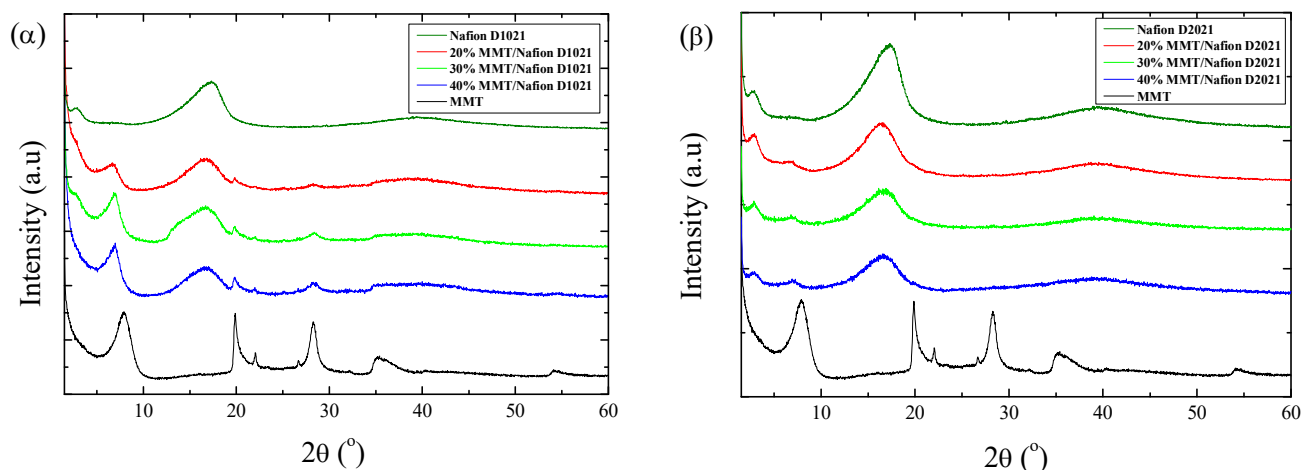 (α)
Nafion D1021
20% MMT/Nafion D1021
30% MMT/Nafion D1021
40% MMT/Nafion D1021
MMT
Intensity (a.u)
10 20 30 40 50 60
2θ (°)
(β)
Nafion D2021
20% MMT/Nafion D2021
30% MMT/Nafion D2021
40% MMT/Nafion D2021
MMT
Intensity (a.u)
10 20 30 40 50 60
2θ (°)